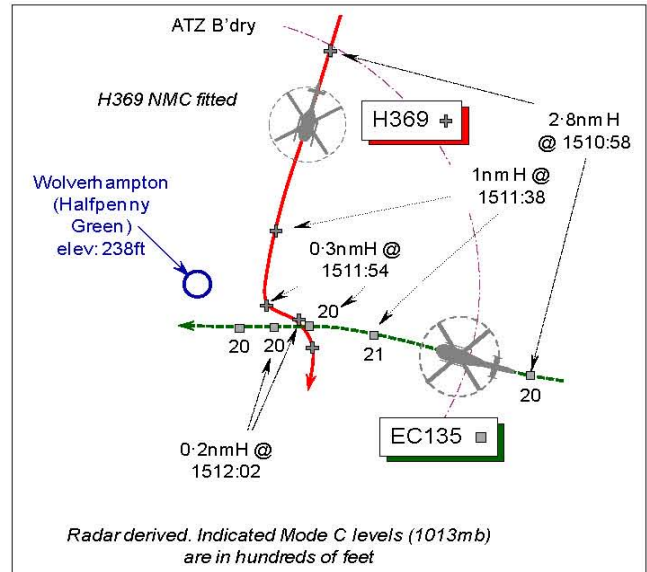 ATZ B'dry
H369 NMC fitted
H369
2·8nm H
@ 1510:58
1nm H @
1511:38
Wolverhampton
(Halfpenny
Green)
elev: 238ft
0·3nmH @
1511:54
20
20
20
21
20
EC135
0·2nmH @
1512:02
Radar derived. Indicated Mode C levels (1013mb)
are in hundreds of feet